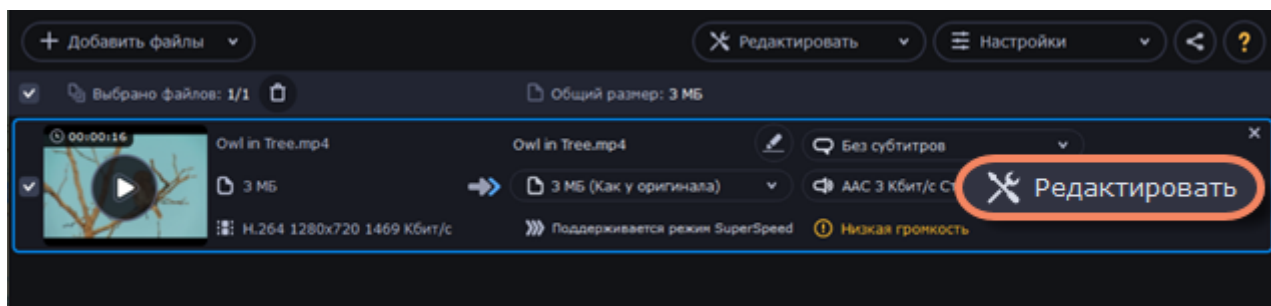 Добавить файлы
Редактировать
Настройки
?
Выбрано файлов: 1/1
Общий размер: 3 МБ
00:00:16
Owl in Tree.mp4
Owl in Tree.mp4
Без субтитров
3 МБ
3 МБ (Как у оригинала)
AAC 3 Кбит/с
Редактировать
H.264 1280x720 1469 Кбит/с
Поддерживается режим SuperSpeed
Низкая громкость